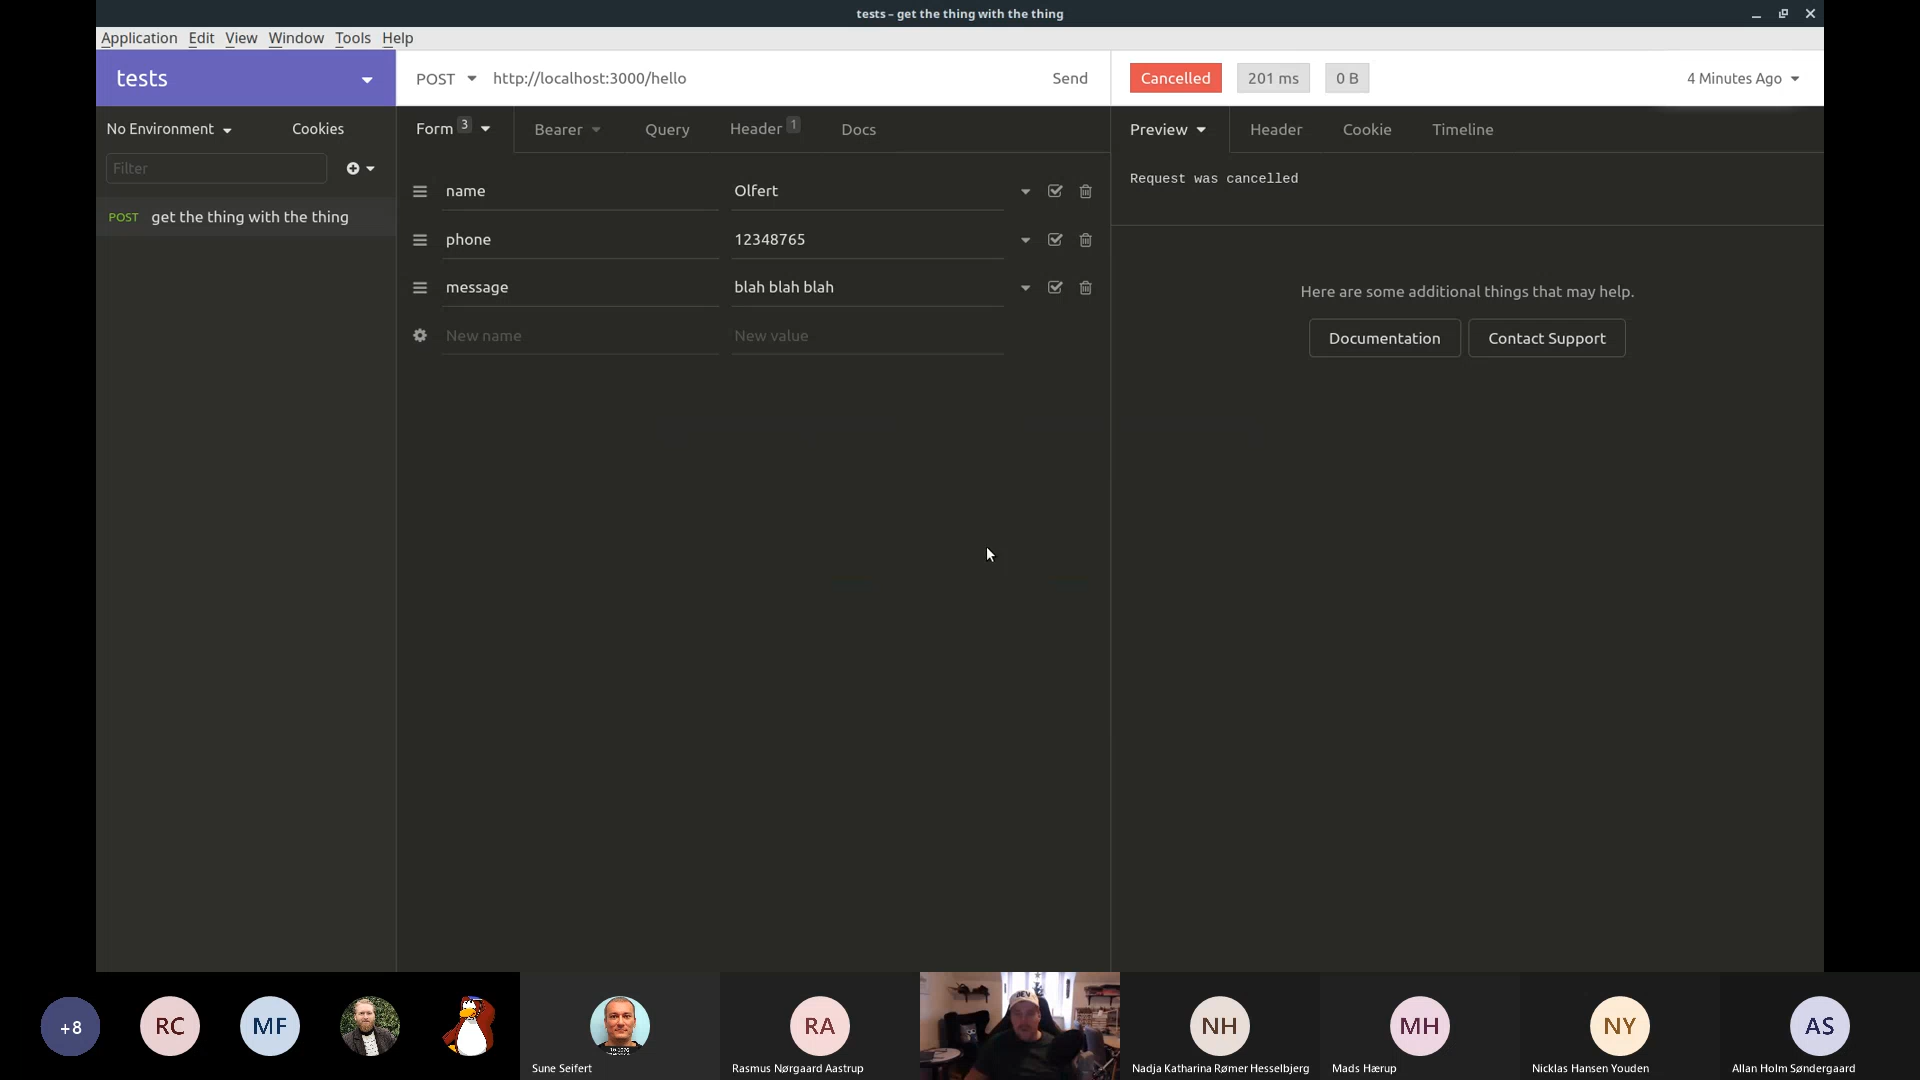 tests – get the thing with the thing
Application Edit View Window Tools Help
tests
POST http://localhost:3000/hello Send
Cancelled 201 ms 0 B 4 Minutes Ago
No Environment Cookies
Form 3 Bearer Query Header 1 Docs
Preview Header Cookie Timeline
Filter
name Olfert
Request was cancelled
POST get the thing with the thing
phone 12348765
message blah blah blah
Here are some additional things that may help.
New name New value
Documentation Contact Support
+8 RC MF RA NH MH NY AS
DEV
Sune Seifert Rasmus Nørgaard Aastrup Nadja Katharina Rømer Hesselbjerg Mads Hærup Nicklas Hansen Youden Allan Holm Søndergaard